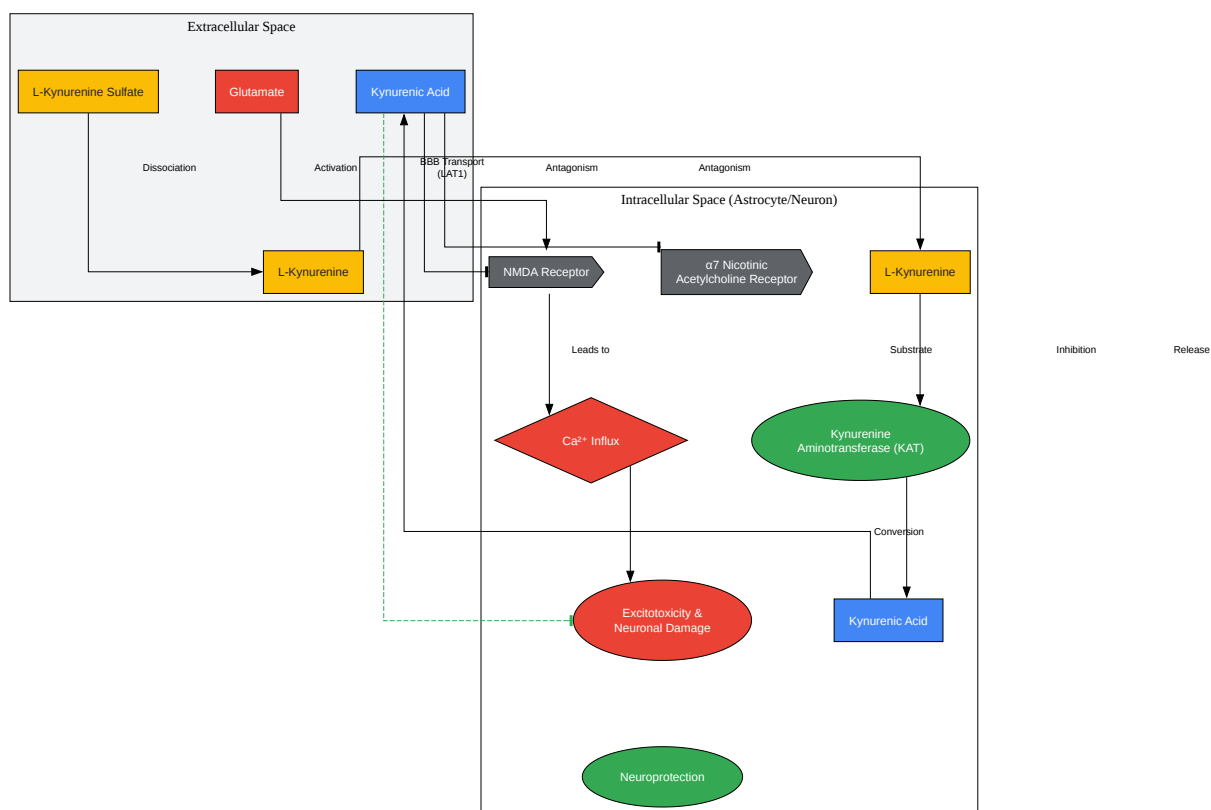 Extracellular Space
L-Kynurenine Sulfate
Glutamate
Kynurenic Acid
Dissociation
Activation
BBB Transport
(LAT1)
Antagonism
Antagonism
Intracellular Space (Astrocyte/Neuron)
L-Kynurenine
NMDA Receptor
α7 Nicotinic
Acetylcholine Receptor
L-Kynurenine
Leads to
Substrate
Inhibition
Release
Ca²⁺ Influx
Kynurenine
Aminotransferase (KAT)
Conversion
Excitotoxicity &
Neuronal Damage
Kynurenic Acid
Neuroprotection